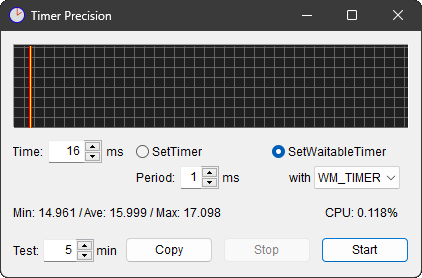 Timer Precision
Time: 16 ms SetTimer SetWaitableTimer
Period: 1 ms with WM_TIMER
Min: 14.961 / Ave: 15.999 / Max: 17.098 CPU: 0.118%
Test: 5 min Copy Stop Start